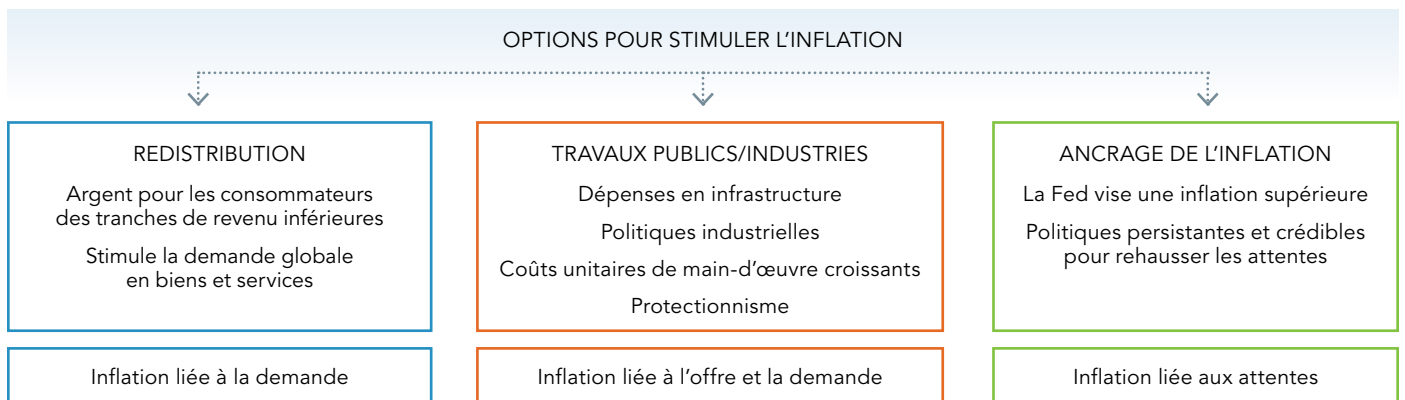 OPTIONS POUR STIMULER L’INFLATION
REDISTRIBUTION
Argent pour les consommateurs
des tranches de revenu inférieures
Stimule la demande globale
en biens et services
Inflation liée à la demande
TRAVAUX PUBLICS/INDUSTRIES
Dépenses en infrastructure
Politiques industrielles
Coûts unitaires de main-d’œuvre croissants
Protectionnisme
Inflation liée à l’offre et la demande
ANCRAGE DE L’INFLATION
La Fed vise une inflation supérieure
Politiques persistantes et crédibles
pour rehausser les attentes
Inflation liée aux attentes